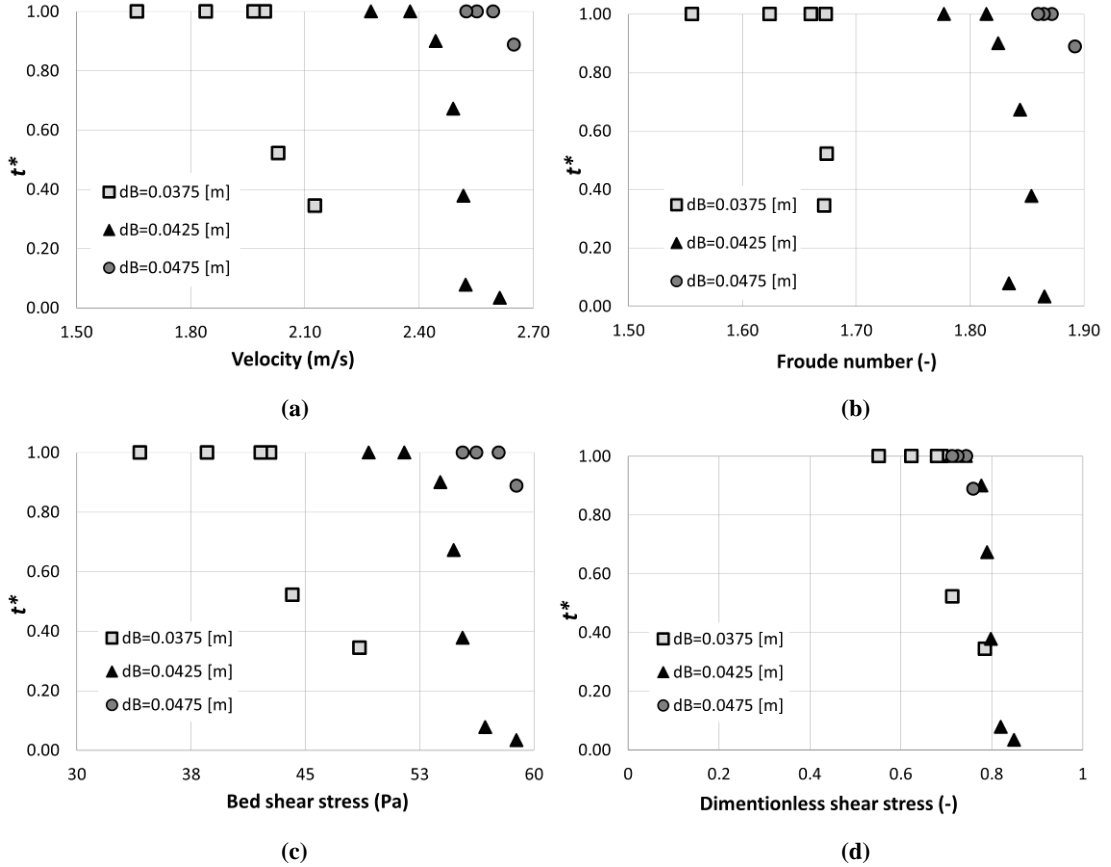 1.00
0.80
0.60
0.40
0.20
0.00
t*
dB=0.0375 [m]
dB=0.0425 [m]
dB=0.0475 [m]
1.50 1.80 2.10 2.40 2.70
Velocity (m/s)
(a)
1.00
0.80
0.60
0.40
0.20
0.00
t*
dB=0.0375 [m]
dB=0.0425 [m]
dB=0.0475 [m]
1.50 1.60 1.70 1.80 1.90
Froude number (-)
(b)
1.00
0.80
0.60
0.40
0.20
0.00
t*
dB=0.0375 [m]
dB=0.0425 [m]
dB=0.0475 [m]
30 38 45 53 60
Bed shear stress (Pa)
(c)
1.00
0.80
0.60
0.40
0.20
0.00
t*
dB=0.0375 [m]
dB=0.0425 [m]
dB=0.0475 [m]
0 0.2 0.4 0.6 0.8 1
Dimentionless shear stress (-)
(d)